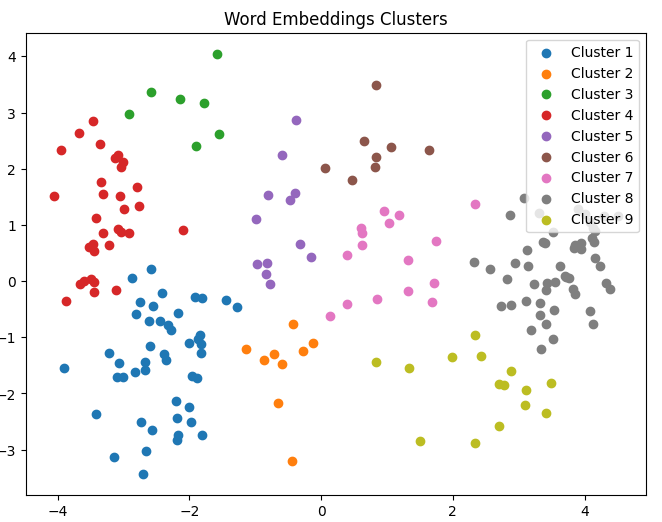 Word Embeddings Clusters
Cluster 1
Cluster 2
Cluster 3
Cluster 4
Cluster 5
Cluster 6
Cluster 7
Cluster 8
Cluster 9
4
3
2
1
0
−1
−2
−3
−4
−2
0
2
4